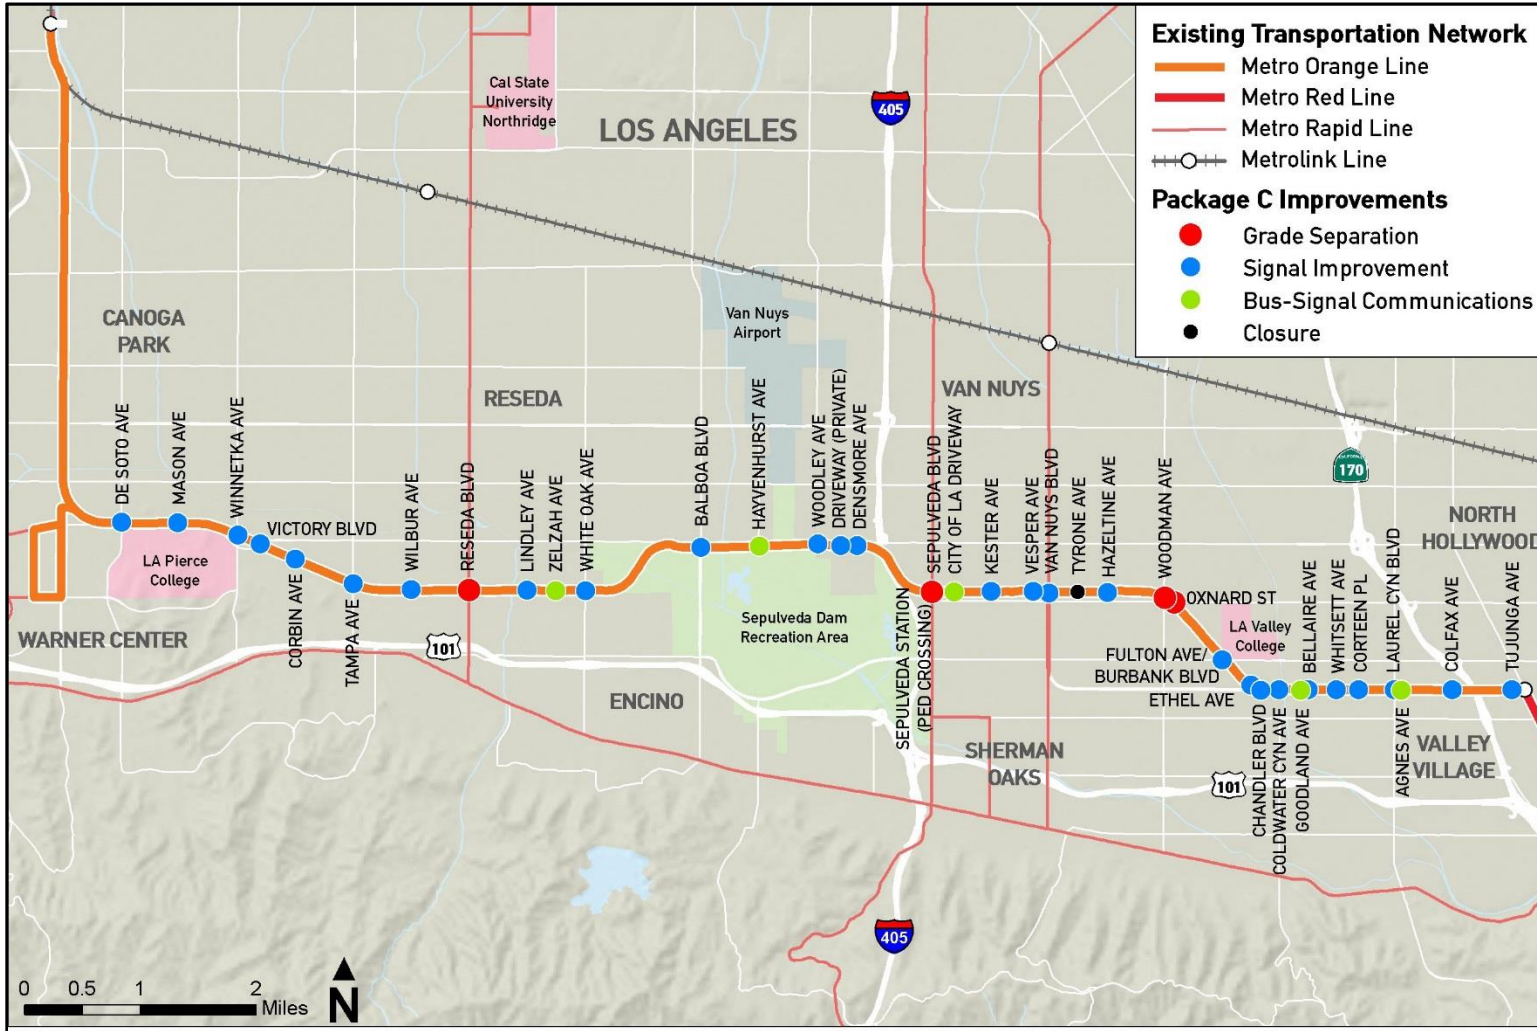 Existing Transportation Network
Metro Orange Line
Metro Red Line
Metro Rapid Line
Metrolink Line
Package C Improvements
Grade Separation
Signal Improvement
Bus-Signal Communications
Closure
Cal State
University
Northridge
LOS ANGELES
405
CANOGA
PARK
Van Nuys
Airport
RESEDA
VAN NUYS
170
NORTH
HOLLYWOOD
DE SOTO AVE
MASON AVE
WINNETKA AVE
VICTORY BLVD
WILBUR AVE
RESEDA BLVD
LINDLEY AVE
ZELZAH AVE
WHITE OAK AVE
BALBOA BLVD
HAYVENHURST AVE
WOODLEY AVE
DRIVEWAY (PRIVATE)
DENSMORE AVE
SEPULVEDA BLVD
CITY OF LA DRIVEWAY
KESTER AVE
VESPER AVE
VAN NUYS BLVD
TYRONE AVE
HAZELTINE AVE
WOODMAN AVE
OXNARD ST
BELLAIRE AVE
WHITSETT AVE
CORTEEN PL
LAUREL CYN BLVD
COLFAX AVE
TUJUNGA AVE
LA Pierce
College
WARNER CENTER
CORBIN AVE
TAMPA AVE
101
Sepulveda Dam
Recreation Area
ENCINO
SEPULVEDA STATION
(PED CROSSING)
LA Valley
College
FULTON AVE/
BURBANK BLVD
ETHEL AVE
CHANDLER BLVD
COLDWATER CYN AVE
GOODLAND AVE
AGNES AVE
SHERMAN
OAKS
VALLEY
VILLAGE
101
405
0 0.5 1 2
Miles
N